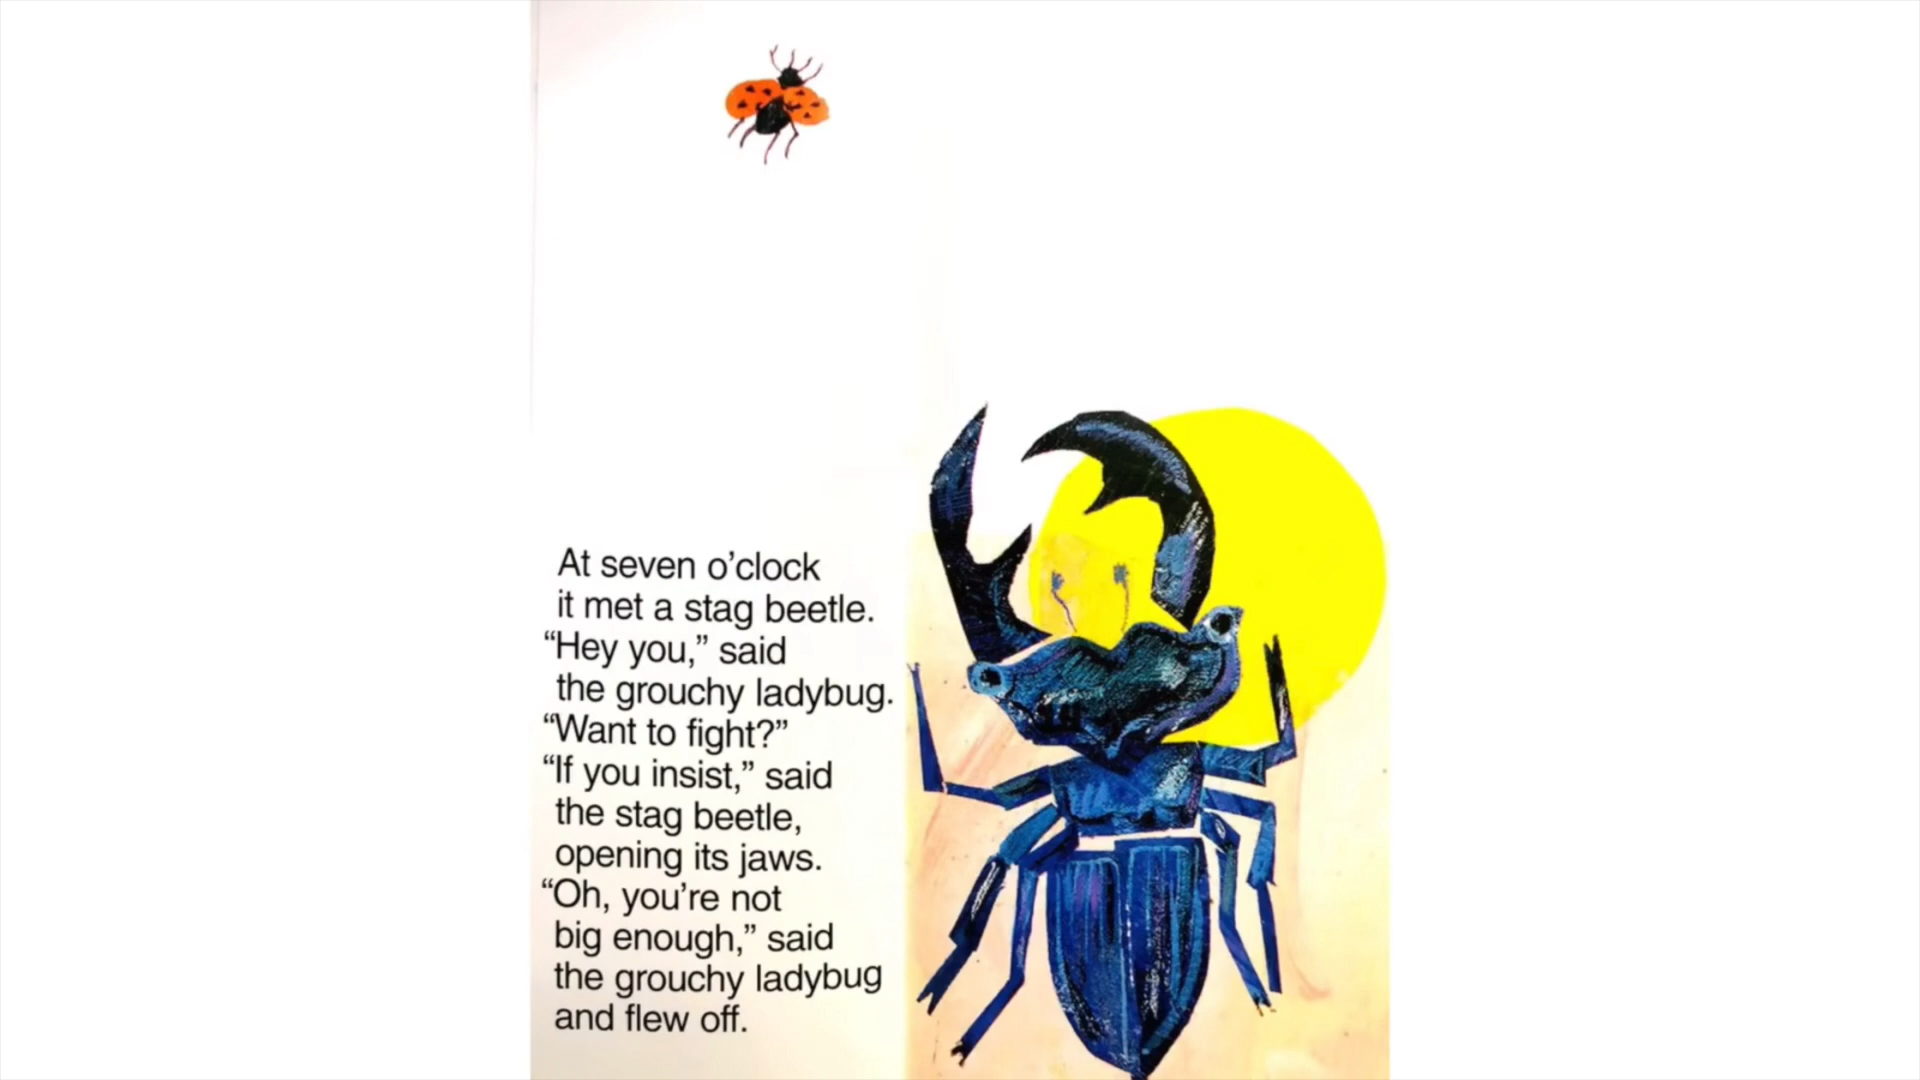 At seven o’clock
it met a stag beetle.
“Hey you,” said
the grouchy ladybug.
“Want to fight?”
“If you insist,” said
the stag beetle,
opening its jaws.
“Oh, you’re not
big enough,” said
the grouchy ladybug
and flew off.